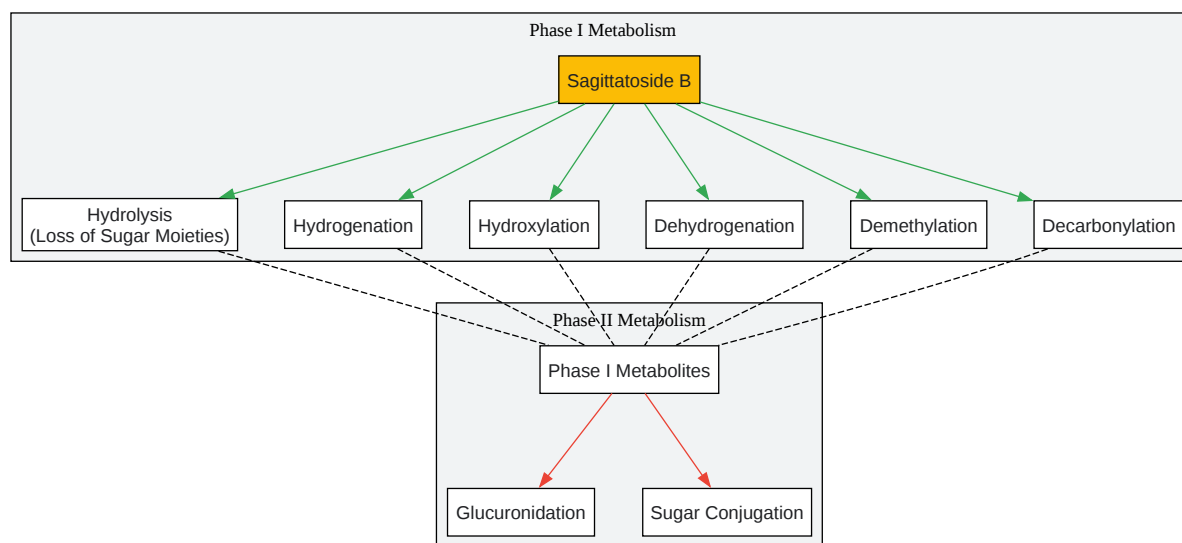 Phase I Metabolism
Sagittatoside B
Hydrolysis
(Loss of Sugar Moieties)
Hydrogenation
Hydroxylation
Dehydrogenation
Demethylation
Decarbonylation
Phase II Metabolism
Phase I Metabolites
Glucuronidation
Sugar Conjugation